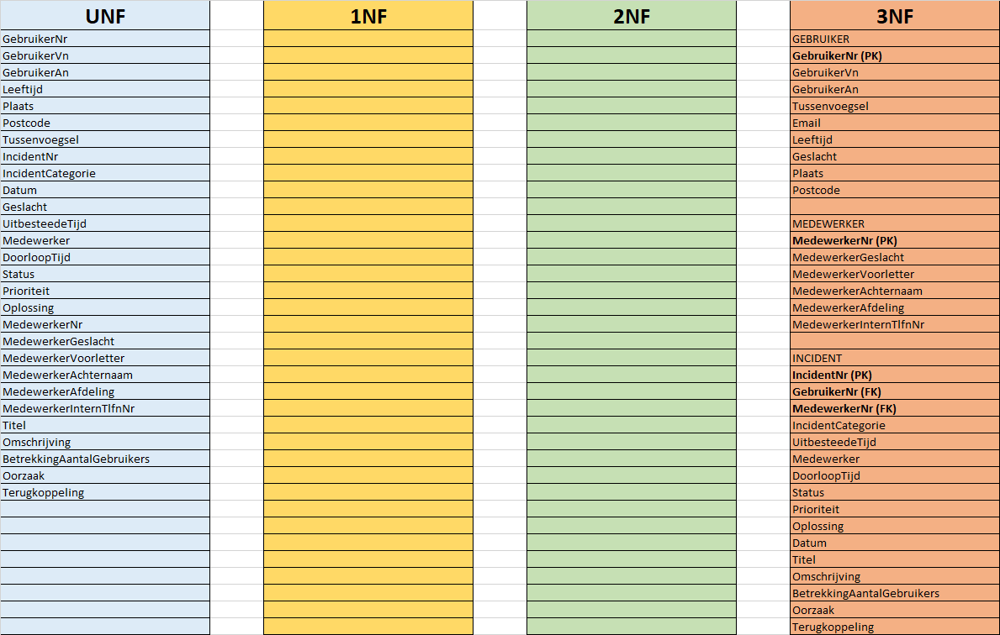 UNF
GebruikerNr
GebruikerVn
GebruikerAn
Leeftijd
Plaats
Postcode
Tussenvoegsel
IncidentNr
IncidentCategorie
Datum
Geslacht
UitbesteedeTijd
Medewerker
DoorloopTijd
Status
Prioriteit
Oplossing
MedewerkerNr
MedewerkerGeslacht
MedewerkerVoorletter
MedewerkerAchternaam
MedewerkerAfdeling
MedewerkerInternTlfnNr
Titel
Omschrijving
BetrekkingAantalGebruikers
Oorzaak
Terugkoppeling
1NF
2NF
3NF
GEBRUIKER
GebruikerNr (PK)
GebruikerVn
GebruikerAn
Tussenvoegsel
Email
Leeftijd
Geslacht
Plaats
Postcode
MEDEWERKER
MedewerkerNr (PK)
MedewerkerGeslacht
MedewerkerVoorletter
MedewerkerAchternaam
MedewerkerAfdeling
MedewerkerInternTlfnNr
INCIDENT
IncidentNr (PK)
GebruikerNr (FK)
MedewerkerNr (FK)
IncidentCategorie
UitbesteedeTijd
Medewerker
DoorloopTijd
Status
Prioriteit
Oplossing
Datum
Titel
Omschrijving
BetrekkingAantalGebruikers
Oorzaak
Terugkoppeling